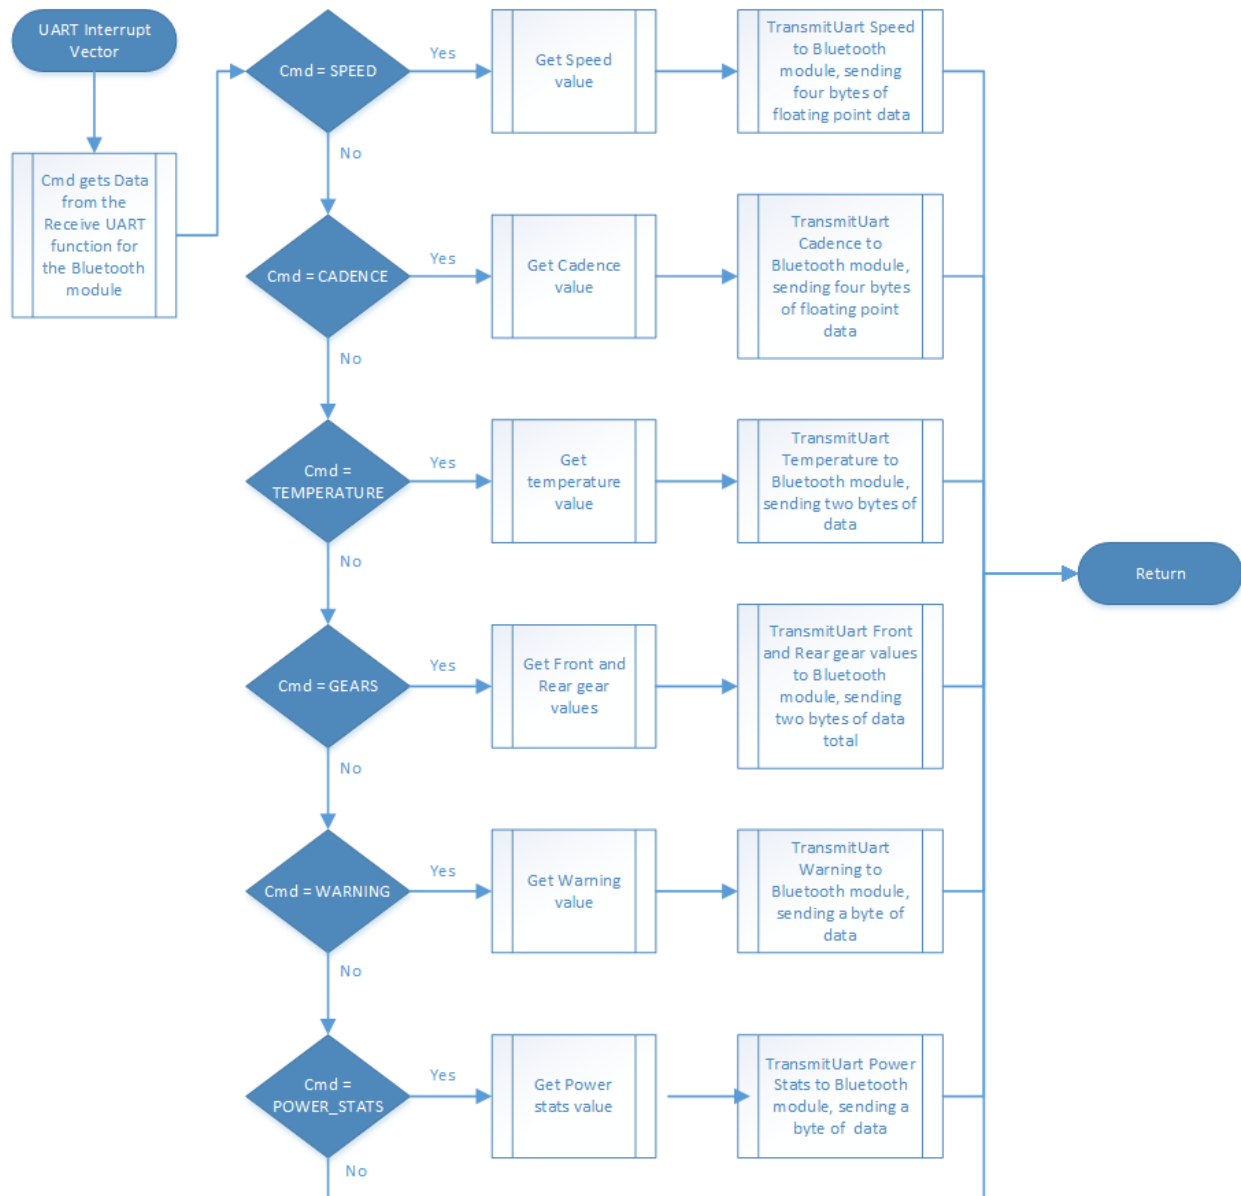 UART Interrupt
Vector
Cmd gets Data
from the
Receive UART
function for
the Bluetooth
module
Cmd = SPEED
Yes
Get Speed
value
TransmitUart Speed
to Bluetooth
module, sending
four bytes of
floating point data
No
Cmd = CADENCE
Yes
Get Cadence
value
TransmitUart
Cadence to
Bluetooth module,
sending four bytes
of floating point
data
No
Cmd =
TEMPERATURE
Yes
Get
temperature
value
TransmitUart
Temperature to
Bluetooth module,
sending two bytes of
data
No
Return
Cmd = GEARS
Yes
Get Front and
Rear gear
values
TransmitUart Front
and Rear gear values
to Bluetooth
module, sending
two bytes of data
total
No
Cmd = WARNING
Yes
Get Warning
value
TransmitUart
Warning to
Bluetooth module,
sending a byte of
data
No
Cmd =
POWER_STATS
Yes
Get Power
stats value
TransmitUart Power
Stats to Bluetooth
module, sending a
byte of data
No